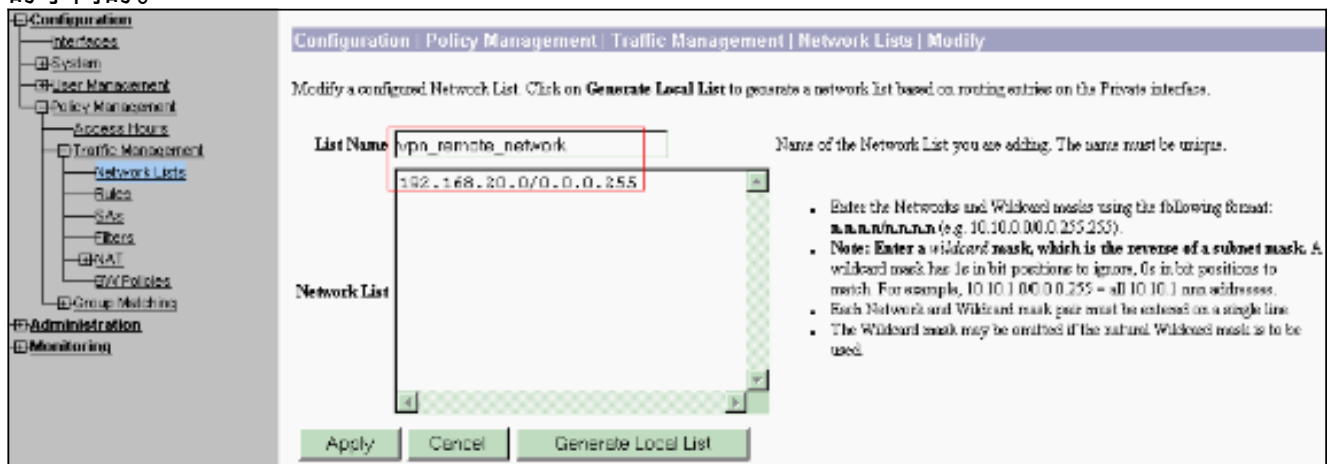 Configuration
Interfaces
System
User Management
Policy Management
Access Hours
Traffic Management
Network Lists
Rules
SAs
Filters
NAT
BW Policies
Group Matching
Administration
Monitoring
Configuration | Policy Management | Traffic Management | Network Lists | Modify
Modify a configured Network List. Click on Generate Local List to generate a network list based on routing entries on the Private interface.
List Name vpn_remote_network Name of the Network List you are adding. The name must be unique.
192.168.20.0/0.0.0.255
Network List
• Enter the Networks and Wildcard masks using the following format:
n.n.n.n/n.n.n.n (e.g. 10.10.0.0/0.0.255.255).
• Note: Enter a wildcard mask, which is the reverse of a subnet mask. A
wildcard mask has 1s in bit positions to ignore, 0s in bit positions to
match. For example, 10.10.1.0/0.0.0.255 = all 10.10.1.nnn addresses.
• Each Network and Wildcard mask pair must be entered on a single line.
• The Wildcard mask may be omitted if the natural Wildcard mask is to be
used.
Apply Cancel Generate Local List